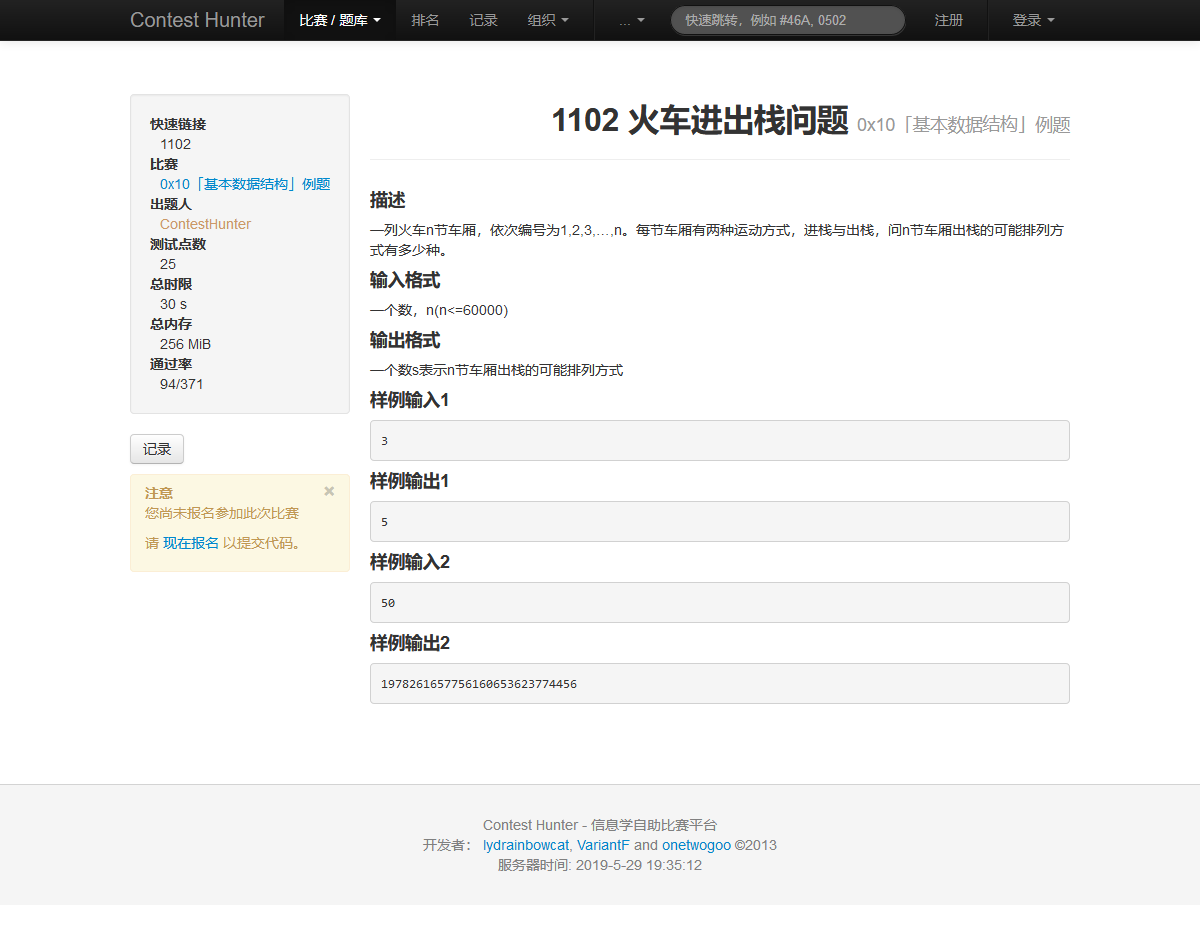 Contest Hunter 比赛 / 题库 排名 记录 组织 ... 快速跳转，例如 #46A, 0502 注册 登录
快速链接
1102
比赛
0x10「基本数据结构」例题
出题人
ContestHunter
测试点数
25
总时限
30 s
总内存
256 MiB
通过率
94/371
记录
注意 ×
您尚未报名参加此次比赛
请 现在报名 以提交代码。
1102 火车进出栈问题 0x10「基本数据结构」例题
描述
一列火车n节车厢，依次编号为1,2,3,…,n。每节车厢有两种运动方式，进栈与出栈，问n节车厢出栈的可能排列方
式有多少种。
输入格式
一个数，n(n<=60000)
输出格式
一个数s表示n节车厢出栈的可能排列方式
样例输入1
3
样例输出1
5
样例输入2
50
样例输出2
1978261657756160653623774456
Contest Hunter - 信息学自助比赛平台
开发者： lydrainbowcat, VariantF and onetwogoo ©2013
服务器时间: 2019-5-29 19:35:12